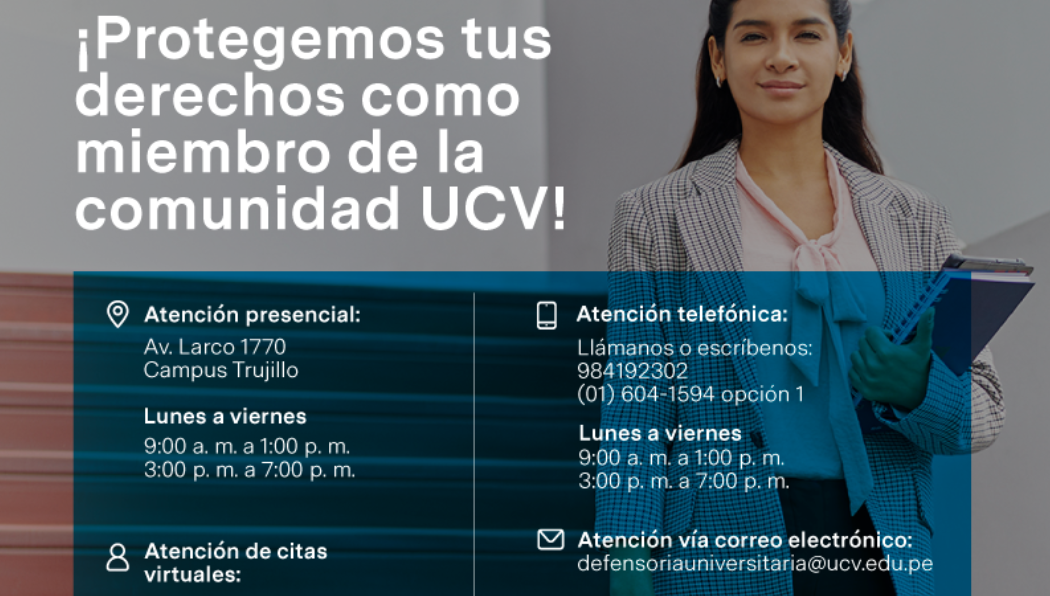 ¡Protegemos tus
derechos como
miembro de la
comunidad UCV!
Atención presencial:
Av. Larco 1770
Campus Trujillo
Lunes a viernes
9:00 a. m. a 1:00 p. m.
3:00 p. m. a 7:00 p. m.
Atención de citas
virtuales:
Atención telefónica:
Llámanos o escríbenos:
984192302
(01) 604-1594 opción 1
Lunes a viernes
9:00 a. m. a 1:00 p. m.
3:00 p. m. a 7:00 p. m.
Atención vía correo electrónico:
defensoriauniversitaria@ucv.edu.pe